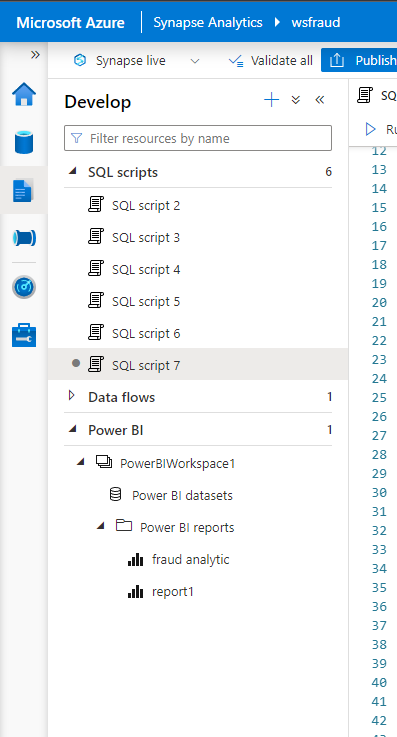 Microsoft Azure
Synapse Analytics
wsfraud
Synapse live
Validate all
Publish
Develop
Filter resources by name
SQL scripts 6
SQL script 2
SQL script 3
SQL script 4
SQL script 5
SQL script 6
SQL script 7
Data flows 1
Power BI 1
PowerBIWorkspace1
Power BI datasets
Power BI reports
fraud analytic
report1
12
13
14
15
16
17
18
19
20
21
22
23
24
25
26
27
28
29
30
31
32
33
34
35
36
37
38
39
40
41
42